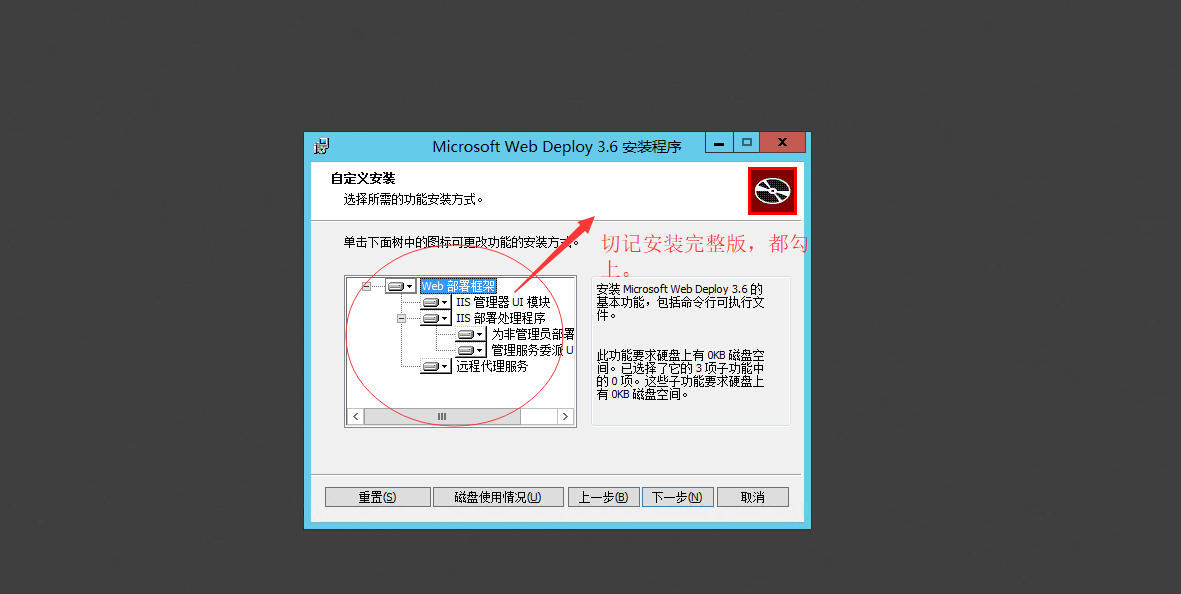 Microsoft Web Deploy 3.6 安装程序
自定义安装
选择所需的功能安装方式。
单击下面树中的图标可更改功能的安装方式。
切记安装完整版，都勾
上。
Web 部署框架
IIS 管理器 UI 模块
IIS 部署处理程序
为非管理员部署
管理服务委派 U
远程代理服务
安装 Microsoft Web Deploy 3.6 的
基本功能，包括命令行可执行文
件。
此功能要求硬盘上有 0KB 磁盘空
间。已选择了它的 3 项子功能中
的 0 项。这些子功能要求硬盘上
有 0KB 磁盘空间。
重置(S)
磁盘使用情况(U)
上一步(B)
下一步(N)
取消